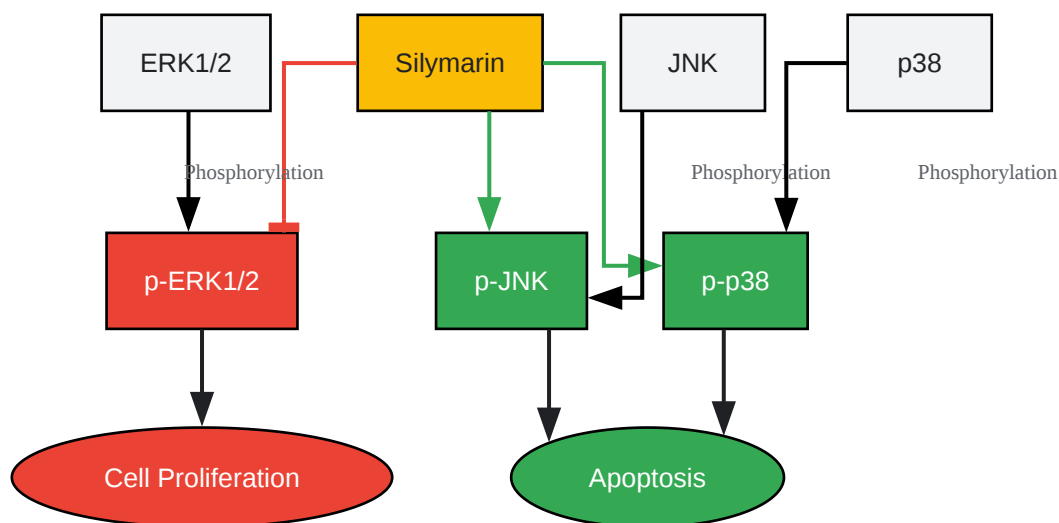 ERK1/2
Silymarin
JNK
p38
Phosphorylation
Phosphorylation
Phosphorylation
p-ERK1/2
p-JNK
p-p38
Cell Proliferation
Apoptosis